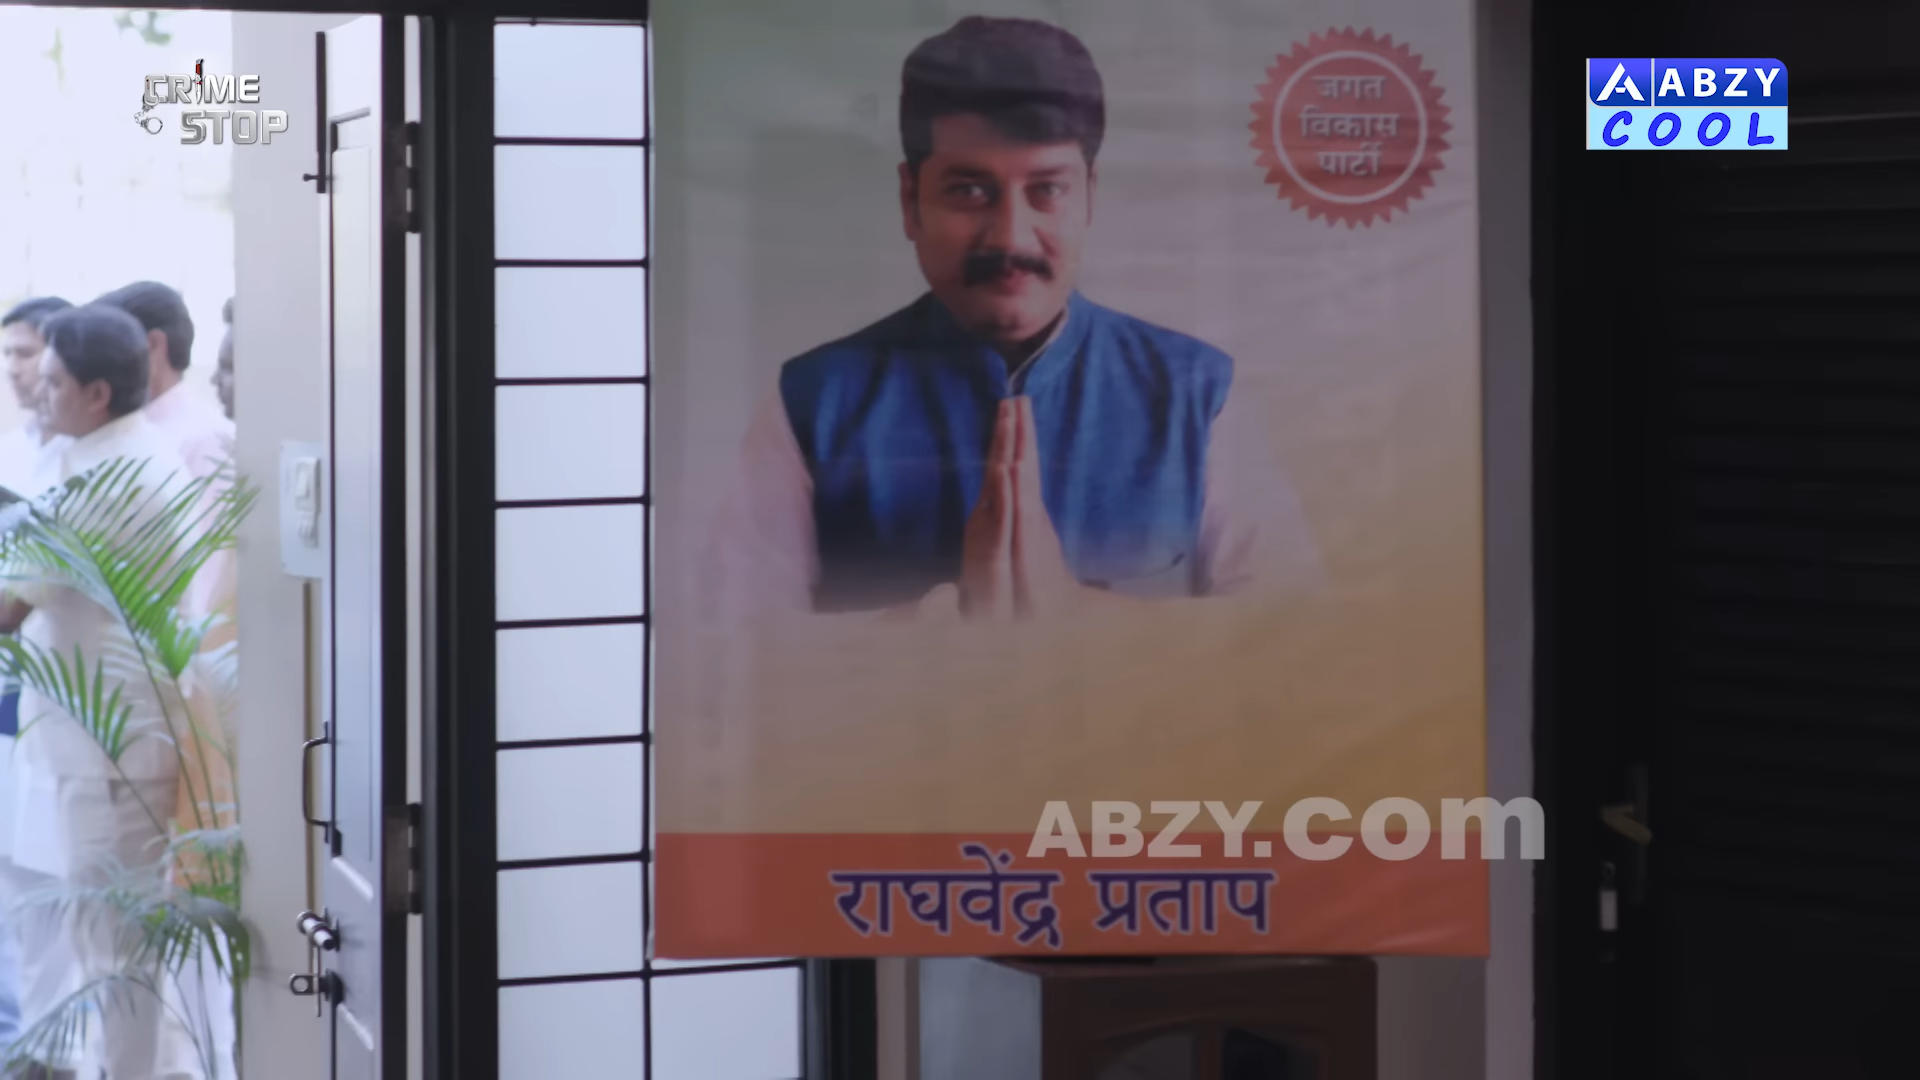 CRIME
STOP
ABZY
COOL
जगत
विकास
पार्टी
ABZY.com
राघवेंद्र प्रताप